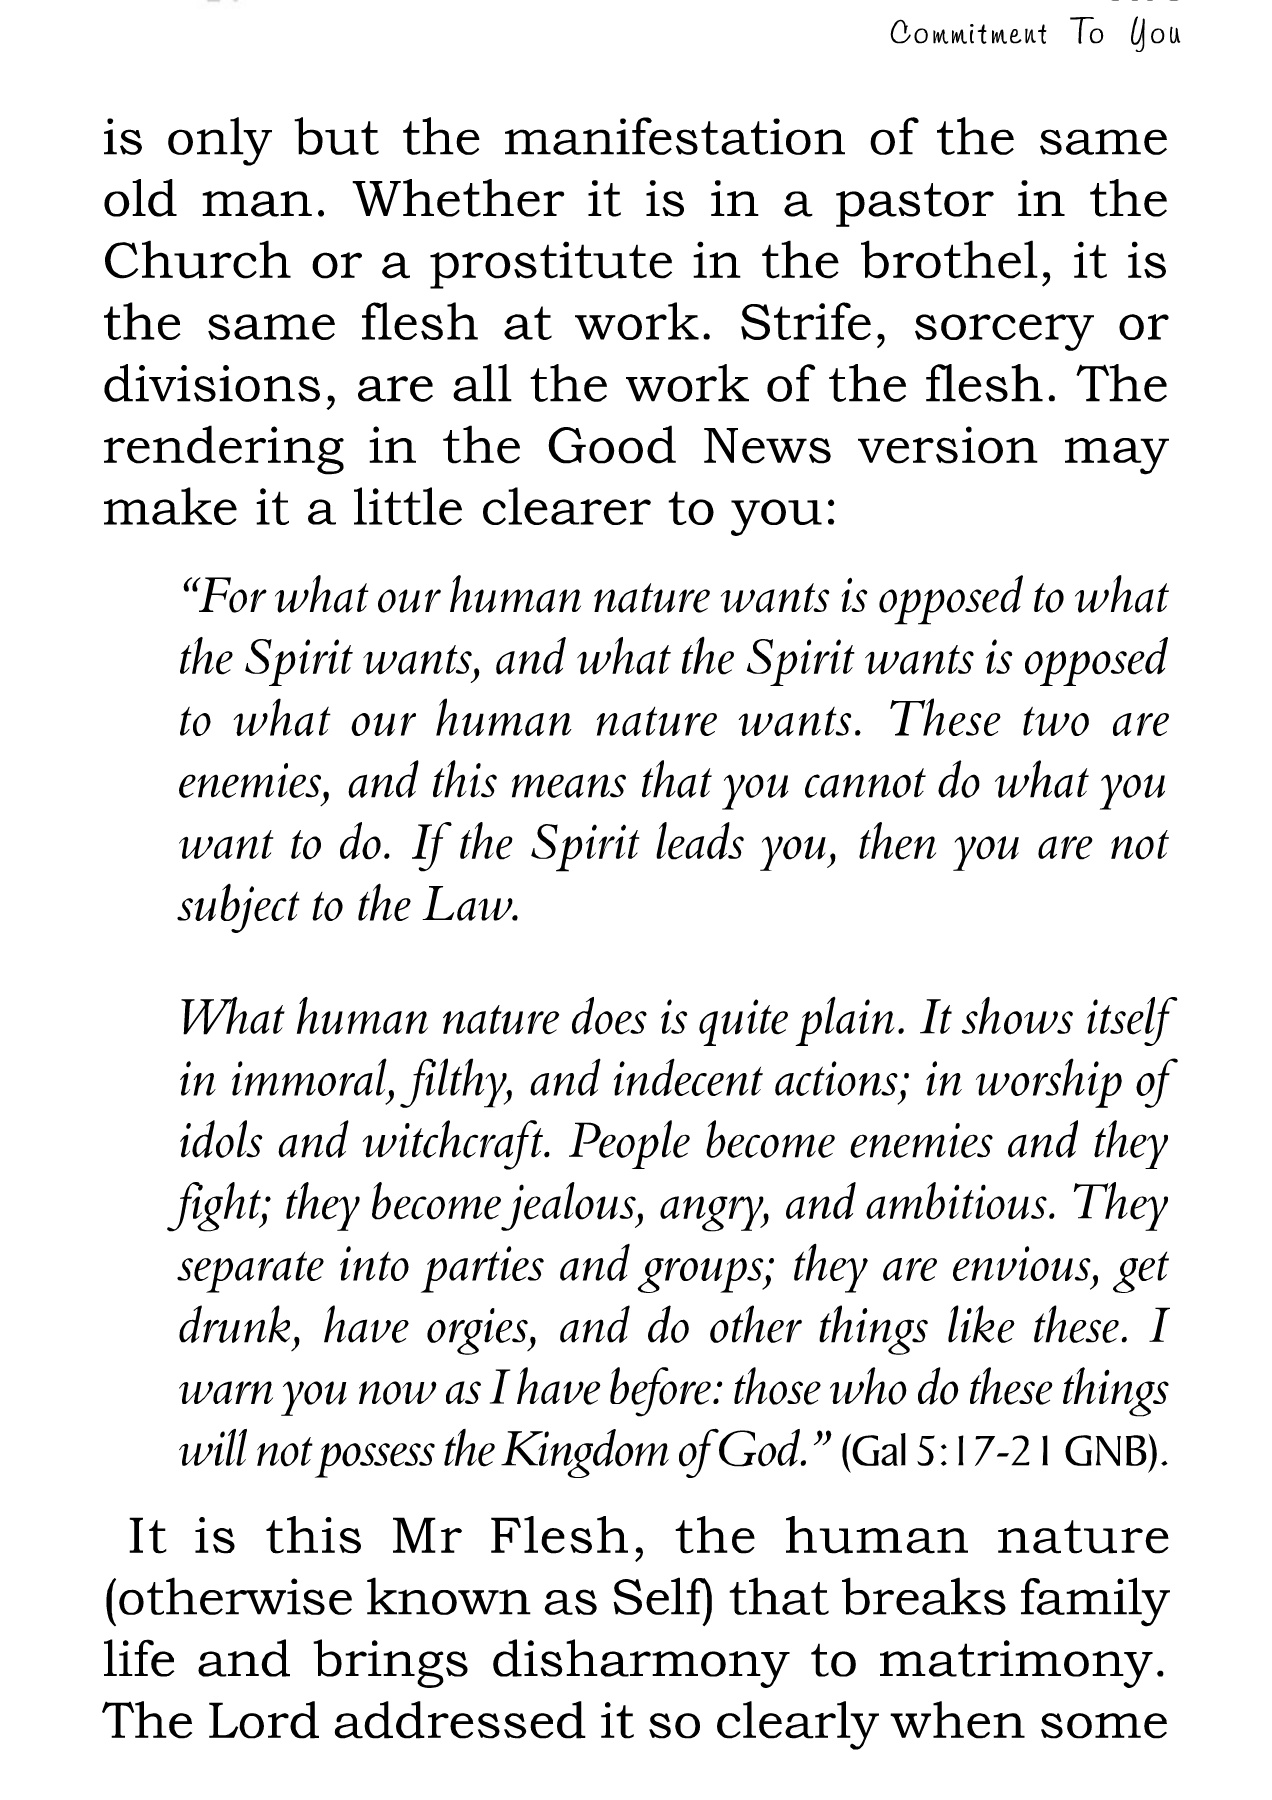 Commitment To You
is only but the manifestation of the same
old man. Whether it is in a pastor in the
Church or a prostitute in the brothel, it is
the same flesh at work. Strife, sorcery or
divisions, are all the work of the flesh. The
rendering in the Good News version may
make it a little clearer to you:
“For what our human nature wants is opposed to what
the Spirit wants, and what the Spirit wants is opposed
to what our human nature wants. These two are
enemies, and this means that you cannot do what you
want to do. If the Spirit leads you, then you are not
subject to the Law.
What human nature does is quite plain. It shows itself
in immoral, filthy, and indecent actions; in worship of
idols and witchcraft. People become enemies and they
fight; they become jealous, angry, and ambitious. They
separate into parties and groups; they are envious, get
drunk, have orgies, and do other things like these. I
warn you now as I have before: those who do these things
will not possess the Kingdom of God.” (Gal 5:17-21 GNB).
It is this Mr Flesh, the human nature
(otherwise known as Self) that breaks family
life and brings disharmony to matrimony.
The Lord addressed it so clearly when some